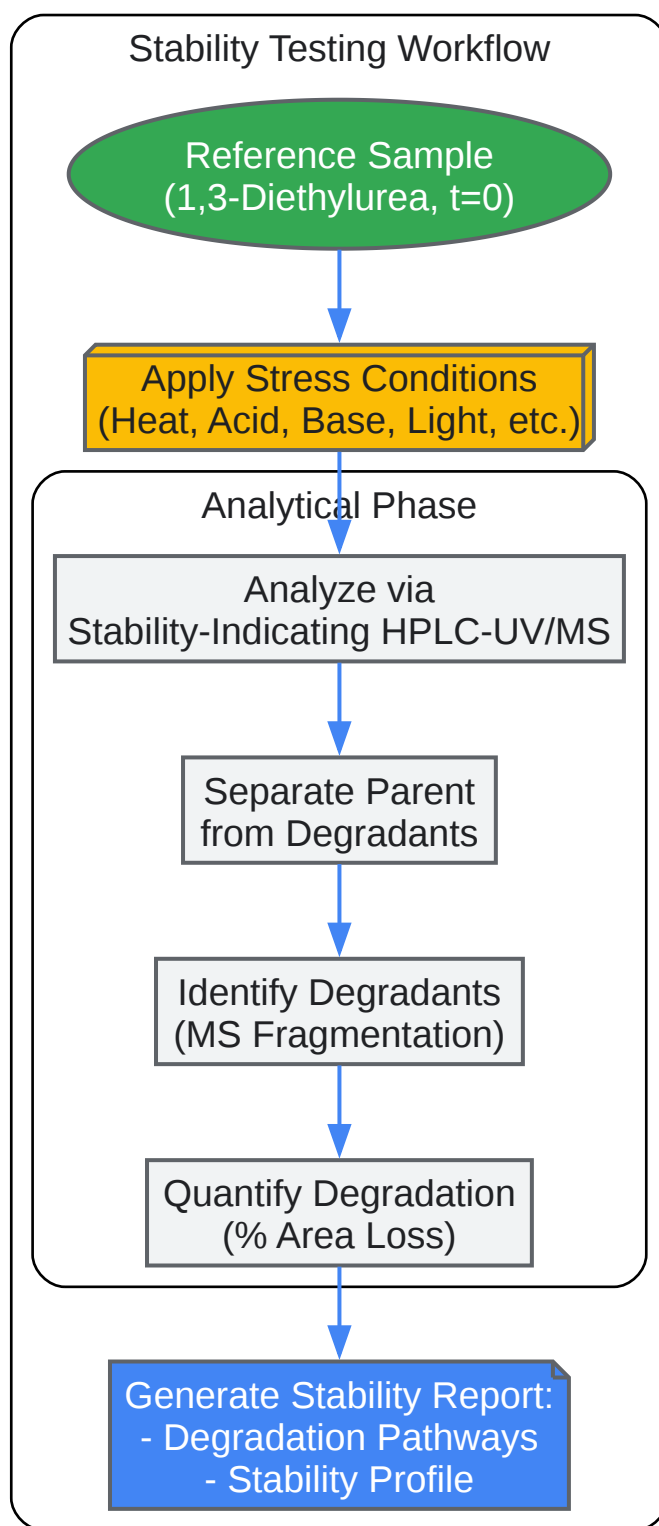 Stability Testing Workflow
Reference Sample
(1,3-Diethylurea, t=0)
Apply Stress Conditions
(Heat, Acid, Base, Light, etc.)
Analytical Phase
Analyze via
Stability-Indicating HPLC-UV/MS
Separate Parent
from Degradants
Identify Degradants
(MS Fragmentation)
Quantify Degradation
(% Area Loss)
Generate Stability Report:
- Degradation Pathways
- Stability Profile